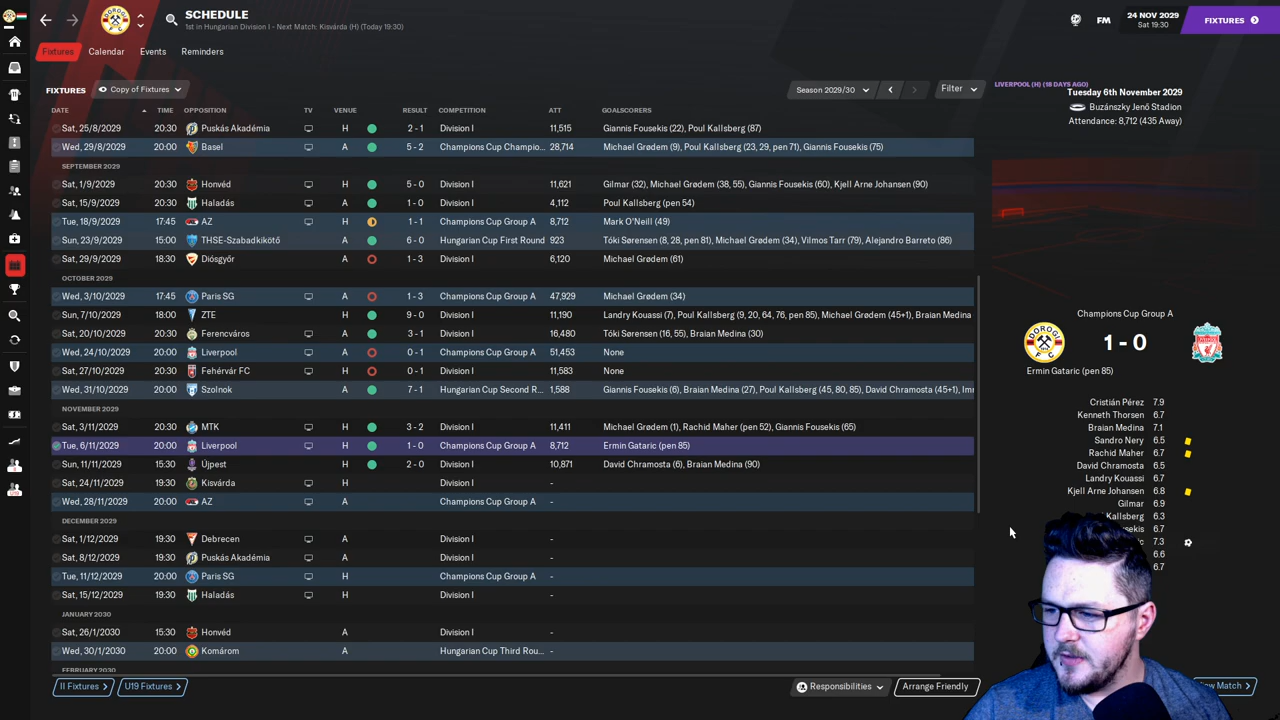 SCHEDULE
1st in Hungarian Division I - Next Match: Kisvárda (H) (Today 19:30)
FM
24 NOV 2029
Sat 19:30
FIXTURES
Fixtures Calendar Events Reminders
FIXTURES Copy of Fixtures Season 2029/30 Filter
DATE TIME OPPOSITION TV VENUE RESULT COMPETITION ATT GOALSCORERS
Sat, 25/8/2029 20:30 Puskás Akadémia H 2 - 1 Division I 11,515 Giannis Fousekis (22), Poul Kallsberg (87)
Wed, 29/8/2029 20:00 Basel A 5 - 2 Champions Cup Champio... 28,714 Michael Grødem (9), Poul Kallsberg (23, 29, pen 71), Giannis Fousekis (75)
SEPTEMBER 2029
Sat, 1/9/2029 20:30 Honvéd H 5 - 0 Division I 11,621 Gilmar (32), Michael Grødem (38, 55), Giannis Fousekis (60), Kjell Arne Johansen (90)
Sat, 15/9/2029 20:30 Haladás A 1 - 0 Division I 4,112 Poul Kallsberg (pen 54)
Tue, 18/9/2029 17:45 AZ H 1 - 1 Champions Cup Group A 8,712 Mark O'Neill (49)
Sun, 23/9/2029 15:00 THSE-Szabadkikötő A 6 - 0 Hungarian Cup First Round 923 Tóki Sørensen (8, 28, pen 81), Michael Grødem (34), Vilmos Tarr (79), Alejandro Barreto (86)
Sat, 29/9/2029 18:30 Diósgyőr A 1 - 3 Division I 6,120 Michael Grødem (61)
OCTOBER 2029
Wed, 3/10/2029 17:45 Paris SG A 1 - 3 Champions Cup Group A 47,929 Michael Grødem (34)
Sun, 7/10/2029 18:00 ZTE H 9 - 0 Division I 11,190 Landry Kouassi (7), Poul Kallsberg (9, 20, 64, 76, pen 85), Michael Grødem (45+1), Braian Medina
Sat, 20/10/2029 20:30 Ferencváros A 3 - 1 Division I 16,480 Tóki Sørensen (16, 55), Braian Medina (30)
Wed, 24/10/2029 20:00 Liverpool A 0 - 1 Champions Cup Group A 51,453 None
Sat, 27/10/2029 20:30 Fehérvár FC H 0 - 1 Division I 11,583 None
Wed, 31/10/2029 20:00 Szolnok A 7 - 1 Hungarian Cup Second R... 1,588 Giannis Fousekis (6), Braian Medina (27), Poul Kallsberg (45, 80, 85), David Chramosta (45+1), Im
NOVEMBER 2029
Sat, 3/11/2029 20:30 MTK H 3 - 2 Division I 11,411 Michael Grødem (1), Rachid Maher (pen 52), Giannis Fousekis (65)
Tue, 6/11/2029 20:00 Liverpool H 1 - 0 Champions Cup Group A 8,712 Ermin Gataric (pen 85)
Sun, 11/11/2029 15:30 Újpest H 2 - 0 Division I 10,871 David Chramosta (6), Braian Medina (90)
Sat, 24/11/2029 19:30 Kisvárda H Division I -
Wed, 28/11/2029 20:00 AZ A Champions Cup Group A -
DECEMBER 2029
Sat, 1/12/2029 19:30 Debrecen A Division I -
Sat, 8/12/2029 19:30 Puskás Akadémia A Division I -
Tue, 11/12/2029 20:00 Paris SG H Champions Cup Group A -
Sat, 15/12/2029 19:30 Haladás H Division I -
JANUARY 2030
Sat, 26/1/2030 15:30 Honvéd A Division I -
Wed, 30/1/2030 20:00 Komárom A Hungarian Cup Third Rou... -
FEBRUARY 2030
II Fixtures U19 Fixtures Responsibilities Arrange Friendly View Match
LIVERPOOL (H) (18 DAYS AGO)
Tuesday 6th November 2029
Buzánszky Jenő Stadion
Attendance: 8,712 (435 Away)
Champions Cup Group A
DOROGI
F C
1 - 0
Ermin Gataric (pen 85)
Cristián Pérez 7.9
Kenneth Thorsen 6.7
Braian Medina 7.1
Sandro Nery 6.5
Rachid Maher 6.7
David Chramosta 6.5
Landry Kouassi 6.7
Kjell Arne Johansen 6.8
Gilmar 6.9
Kallsberg 6.3
6.7
7.3
6.6
6.7